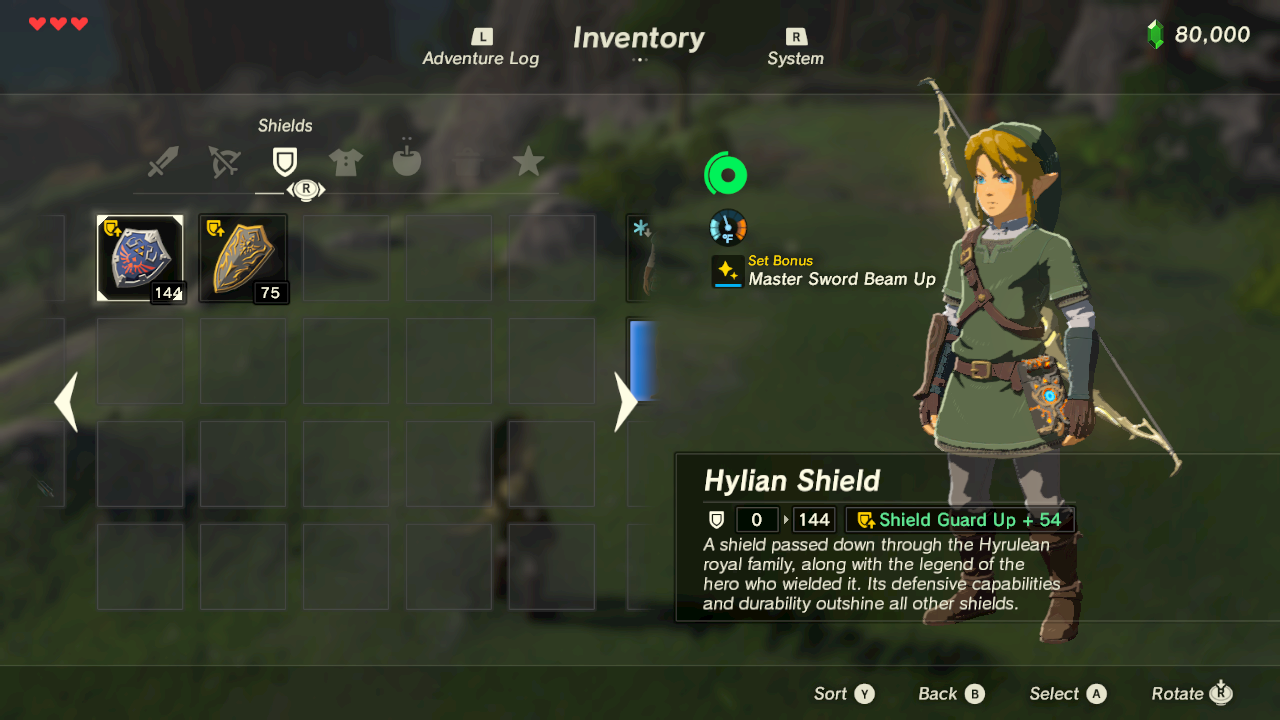 L
Adventure Log
Inventory
R
System
80,000
Shields
R
144
75
°F
Set Bonus
Master Sword Beam Up
Hylian Shield
0 144 Shield Guard Up + 54
A shield passed down through the Hyrulean
royal family, along with the legend of the
hero who wielded it. Its defensive capabilities
and durability outshine all other shields.
Sort Y Back B Select A Rotate R